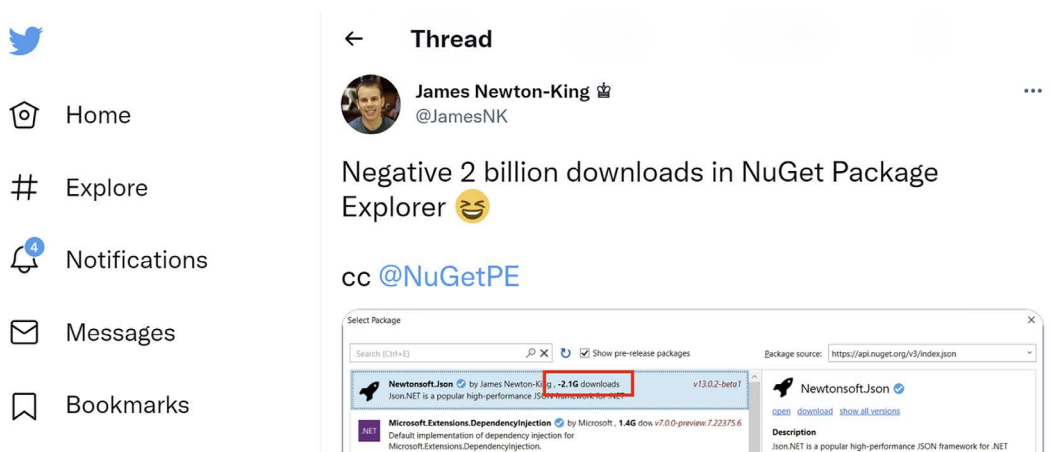 Thread
James Newton-King
@JamesNK
Home
Explore
4
Notifications
Messages
Bookmarks
Negative 2 billion downloads in NuGet Package
Explorer
cc @NuGetPE
Select Package
Search (Ctrl+E)
Show pre-release packages
Package source: https://api.nuget.org/v3/index.json
Newtonsoft.Json by James Newton-King , -2.1G downloads v13.0.2-beta1
Json.NET is a popular high-performance JSON framework for .NET
.NET
Microsoft.Extensions.DependencyInjection by Microsoft , 1.4G dow v7.0.0-preview.7.22375.6
Default implementation of dependency injection for
Microsoft.Extensions.DependencyInjection.
Newtonsoft.Json
open download show all versions
Description
Json.NET is a popular high-performance JSON framework for .NET